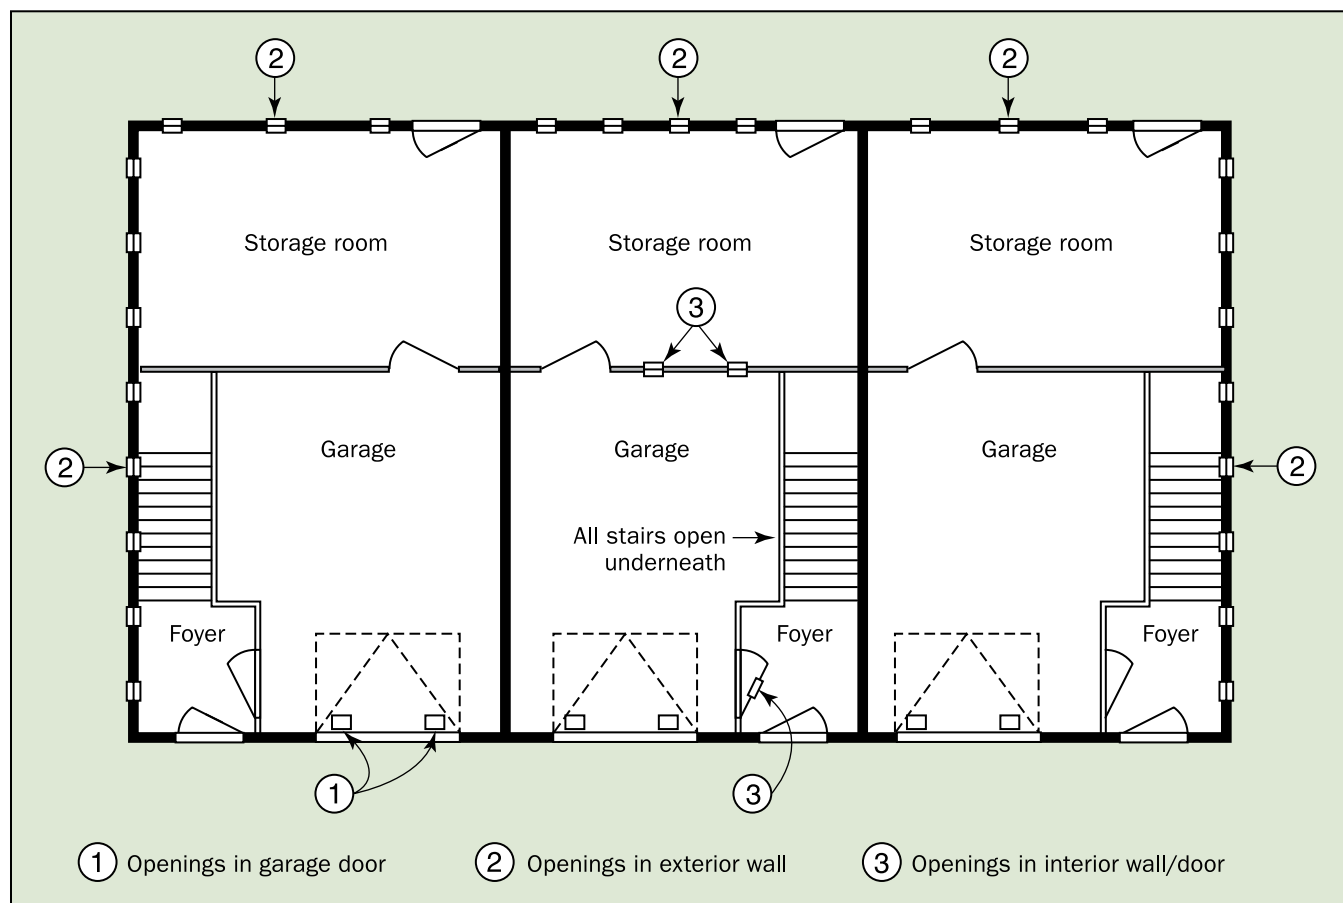 2
2
2
Storage room
Storage room
Storage room
3
Garage
Garage
Garage
2
2
All stairs open
underneath
Foyer
Foyer
Foyer
1
3
1 Openings in garage door
2 Openings in exterior wall
3 Openings in interior wall/door